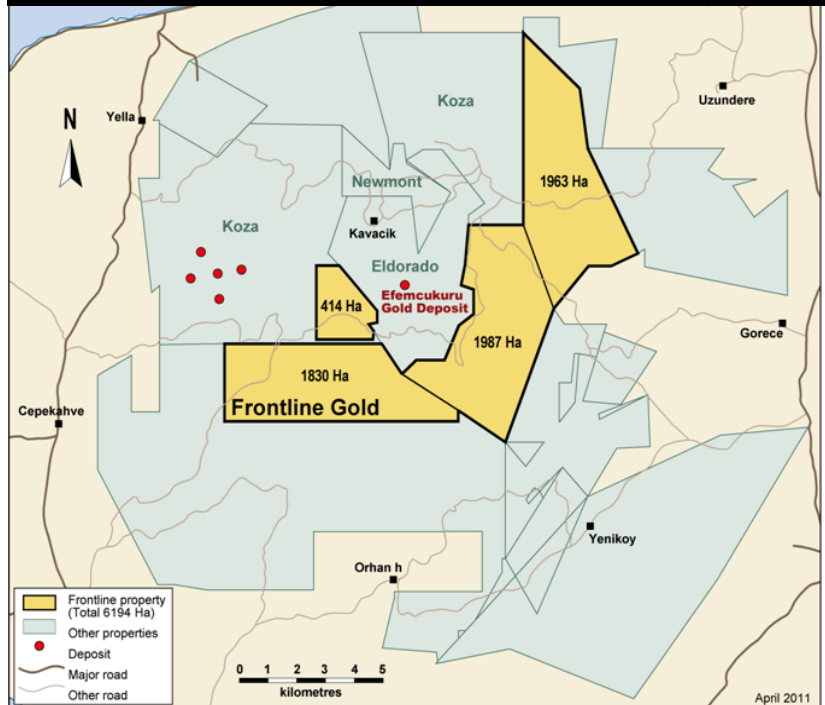 Koza
Uzundere
Yella
N
1963 Ha
Newmont
Koza
Kavacik
Eldorado
Efemcukuru
Gold Deposit
414 Ha
1987 Ha
Gorece
1830 Ha
Frontline Gold
Cepekahve
Yenikoy
Orhan h
Frontline property
(Total 6194 Ha)
Other properties
Deposit
Major road
Other road
0 1 2 3 4 5
kilometres
April 2011